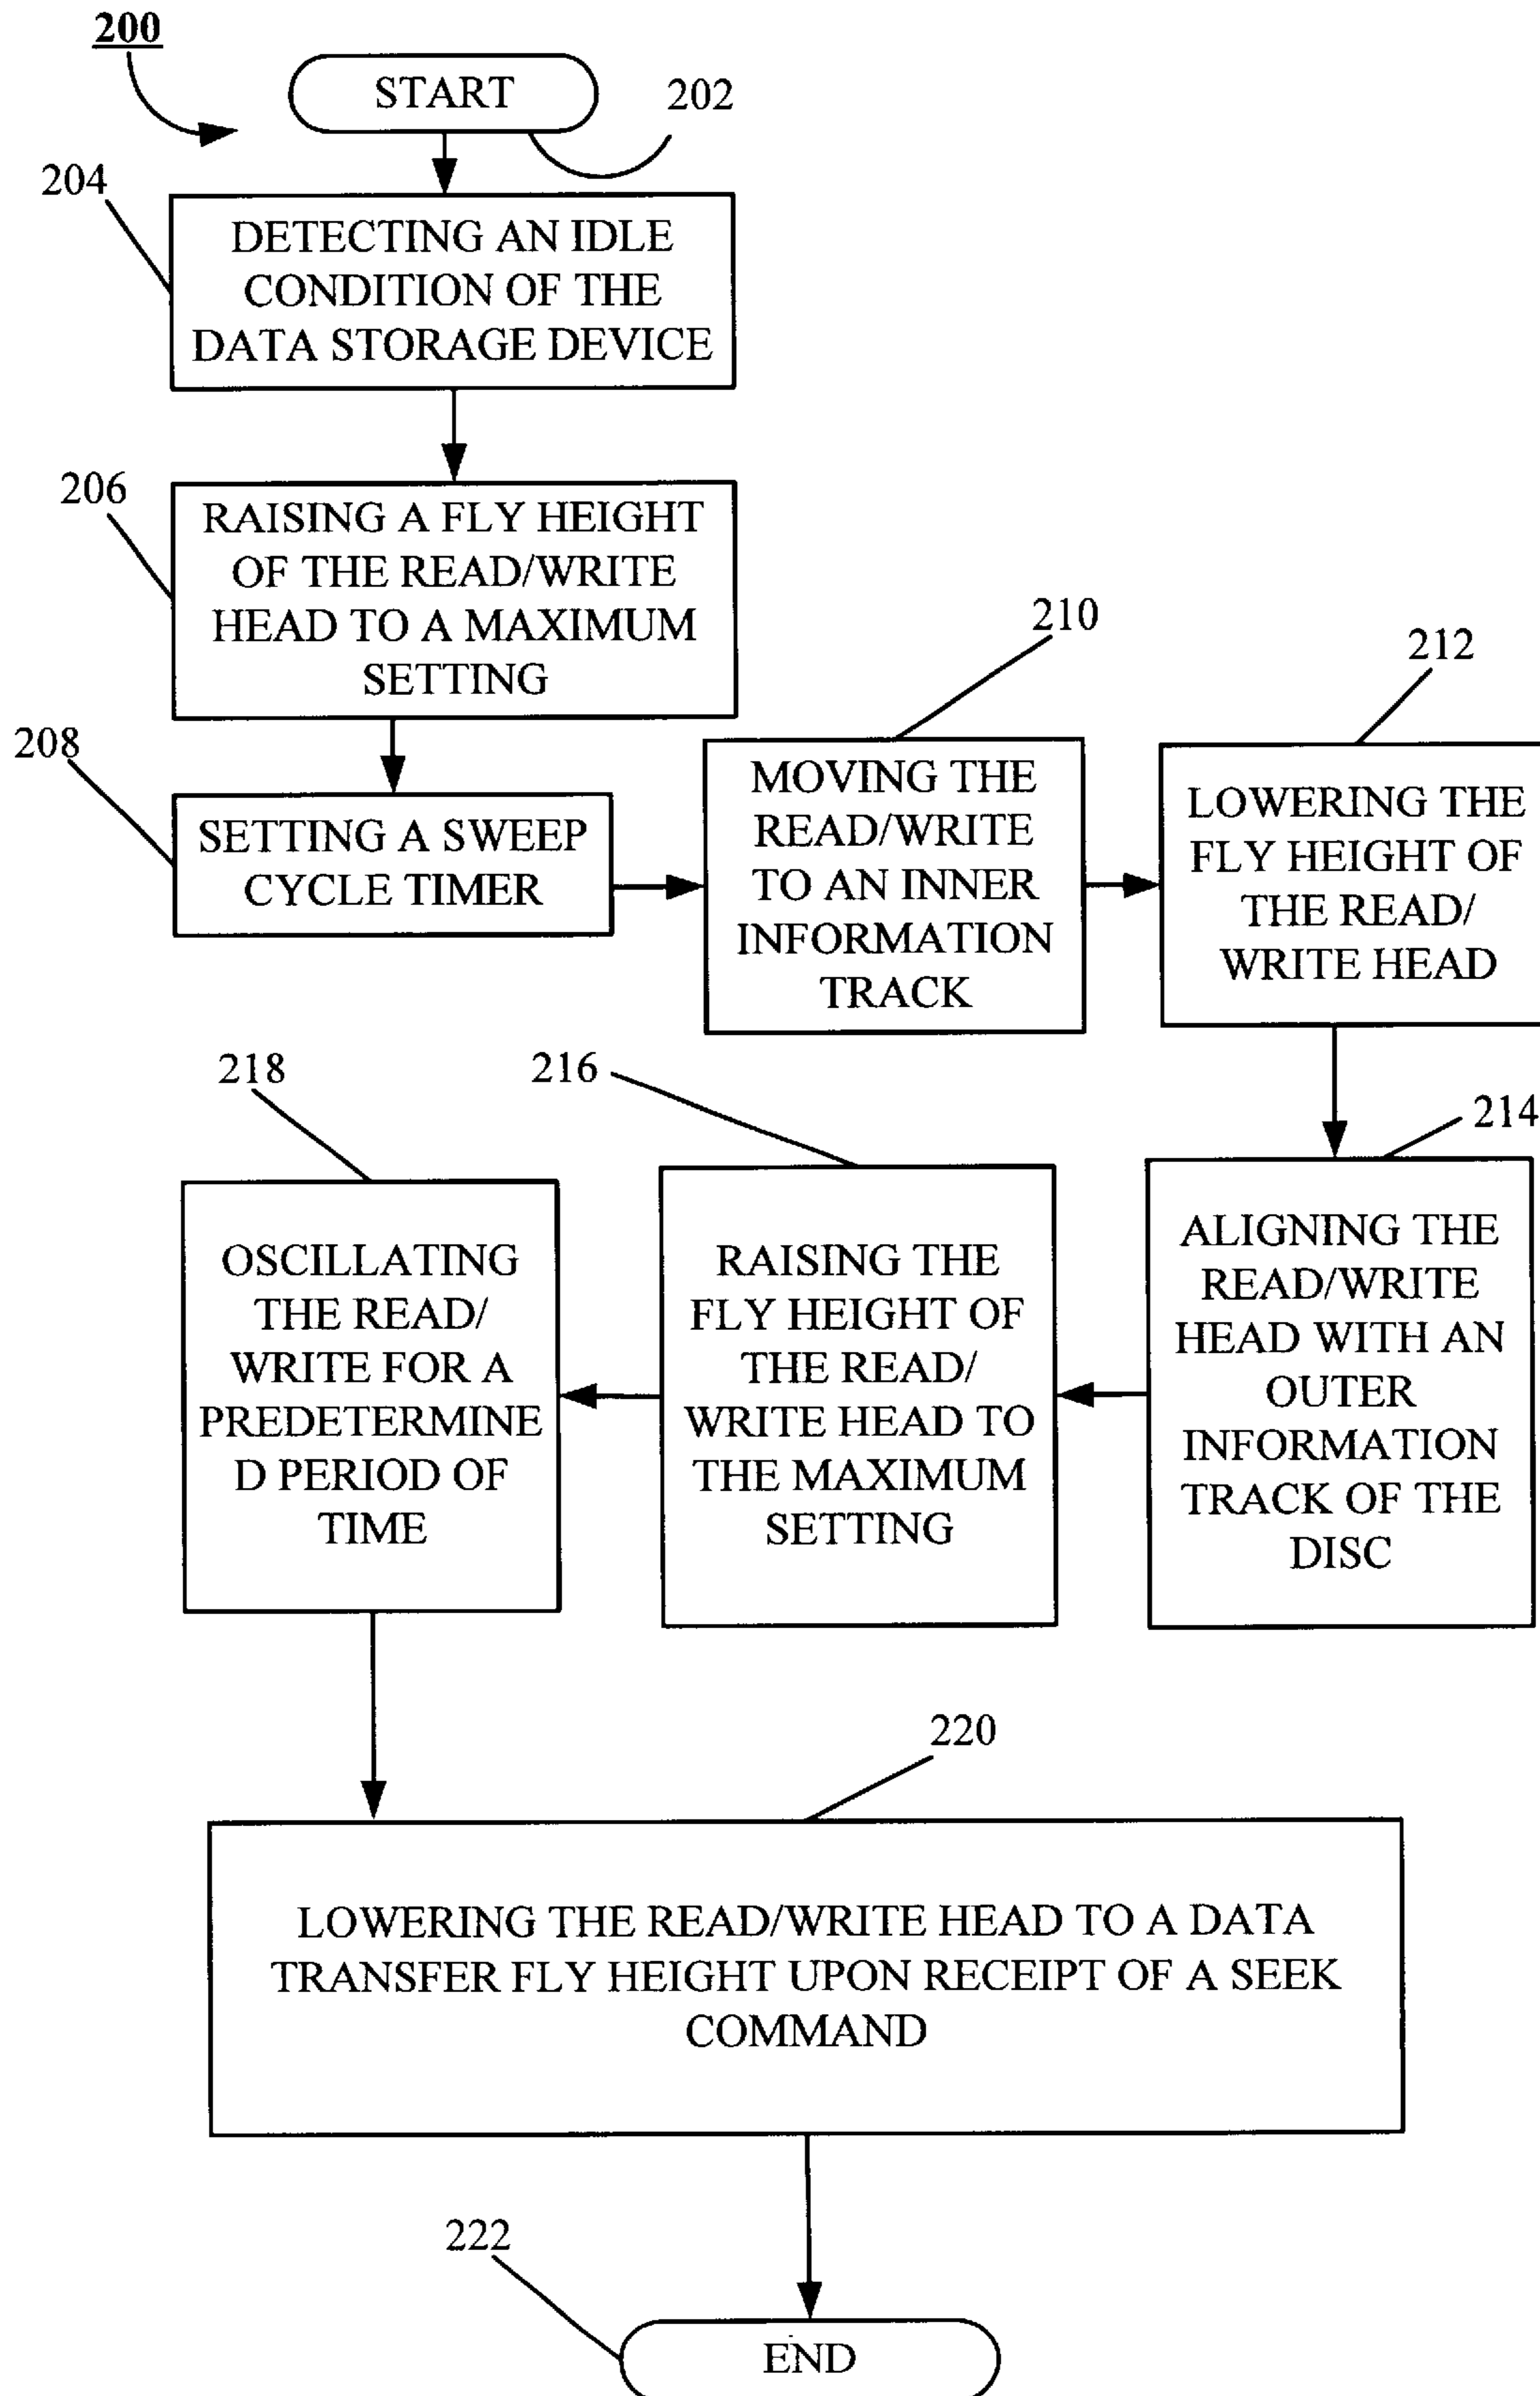 200
START
202
204
DETECTING AN IDLE
CONDITION OF THE
DATA STORAGE DEVICE
206
RAISING A FLY HEIGHT
OF THE READ/WRITE
HEAD TO A MAXIMUM
SETTING
208
SETTING A SWEEP
CYCLE TIMER
210
MOVING THE
READ/WRITE
TO AN INNER
INFORMATION
TRACK
212
LOWERING THE
FLY HEIGHT OF
THE READ/
WRITE HEAD
214
ALIGNING THE
READ/WRITE
HEAD WITH AN
OUTER
INFORMATION
TRACK OF THE
DISC
216
RAISING THE
FLY HEIGHT OF
THE READ/
WRITE HEAD TO
THE MAXIMUM
SETTING
218
OSCILLATING
THE READ/
WRITE FOR A
PREDETERMINE
D PERIOD OF
TIME
220
LOWERING THE READ/WRITE HEAD TO A DATA
TRANSFER FLY HEIGHT UPON RECEIPT OF A SEEK
COMMAND
222
END